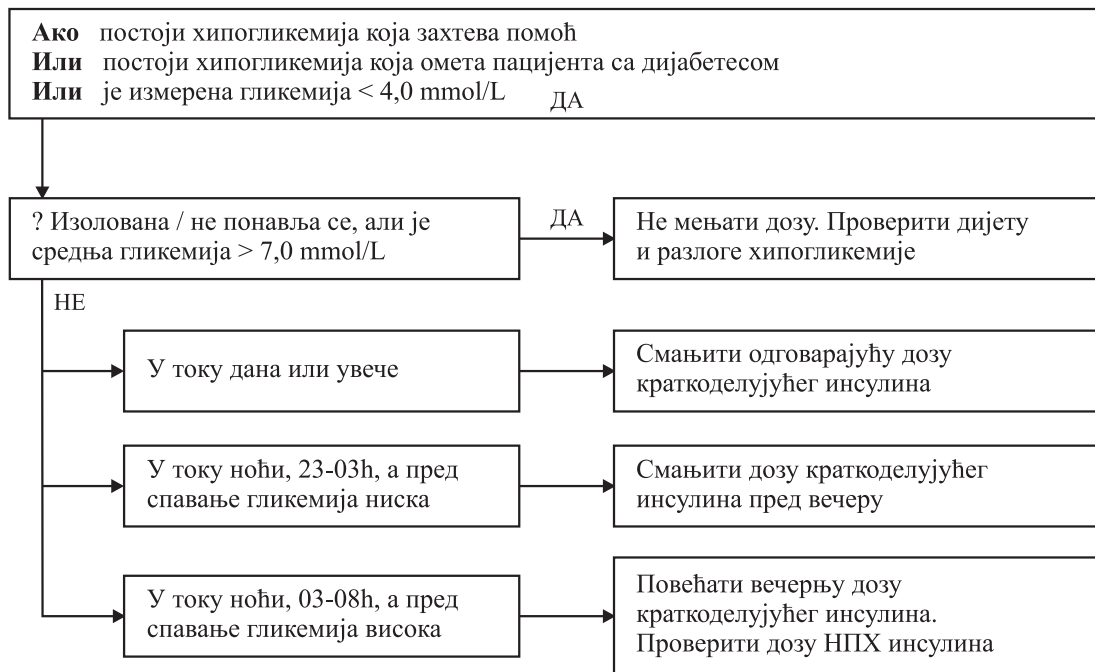 Ако постоји хипогликемија која захтева помоћ
Или постоји хипогликемија која омета пацијента са дијабетесом
Или је измерена гликемија < 4,0 mmol/L
ДА
? Изолована / не понавља се, али је
средња гликемија > 7,0 mmol/L
ДА
Не мењати дозу. Проверити дијету
и разлоге хипогликемије
НЕ
У току дана или увече
Смањити одговарајућу дозу
краткоделујућег инсулина
У току ноћи, 23-03h, а пред
спавање гликемија ниска
Смањити дозу краткоделујућег
инсулина пред вечеру
У току ноћи, 03-08h, а пред
спавање гликемија висока
Повећати вечерњу дозу
краткоделујућег инсулина.
Проверити дозу НПХ инсулина